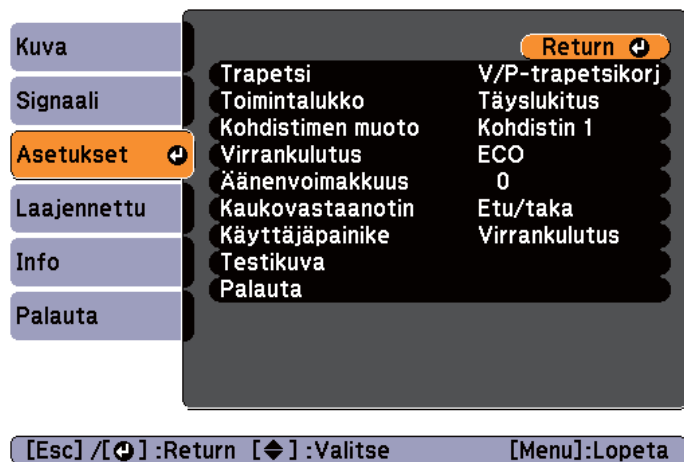 Kuva
Signaali
Asetukset
Laajennettu
Info
Palauta
Return
Trapetsi V/P-trapetsikorj
Toimintalukko Täyslukitus
Kohdistimen muoto Kohdistin 1
Virrankulutus ECO
Äänenvoimakkuus 0
Kaukovastaanotin Etu/taka
Käyttäjäpainike Virrankulutus
Testikuva
Palauta
[Esc] /[ ] :Return [ ] :Valitse [Menu]:Lopeta